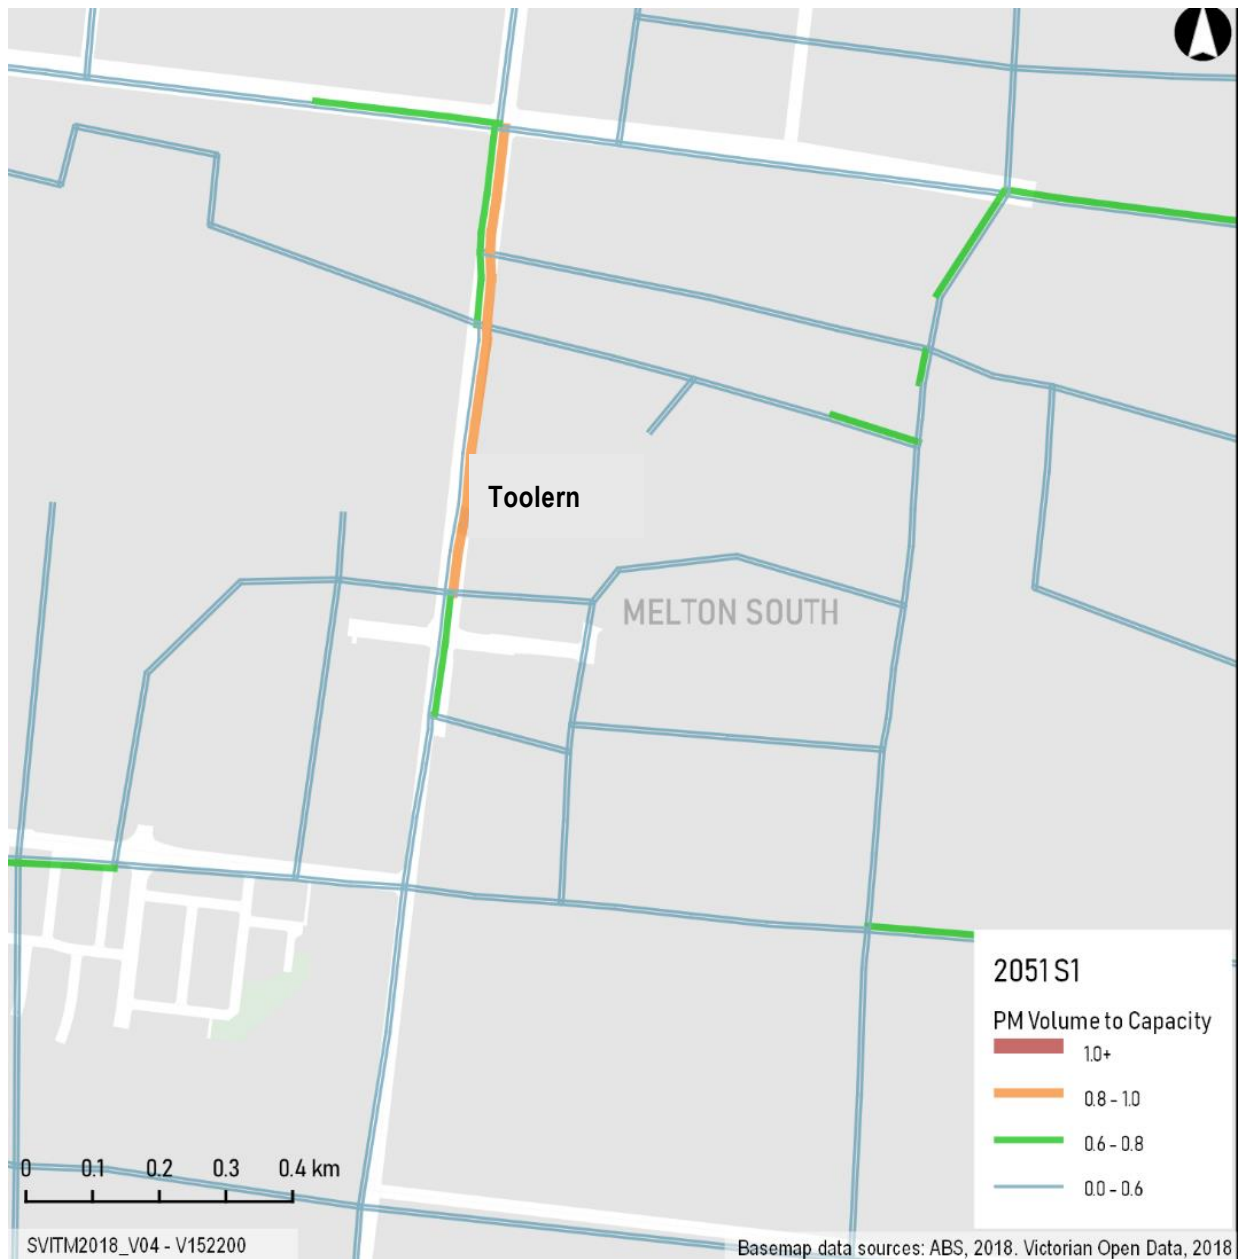 Toolern
MELTON SOUTH
2051 S1
PM Volume to Capacity
1.0+
0.8 - 1.0
0.6 - 0.8
0.0 - 0.6
0 0.1 0.2 0.3 0.4 km
SVITM2018_V04 - V152200
Basemap data sources: ABS, 2018. Victorian Open Data, 2018